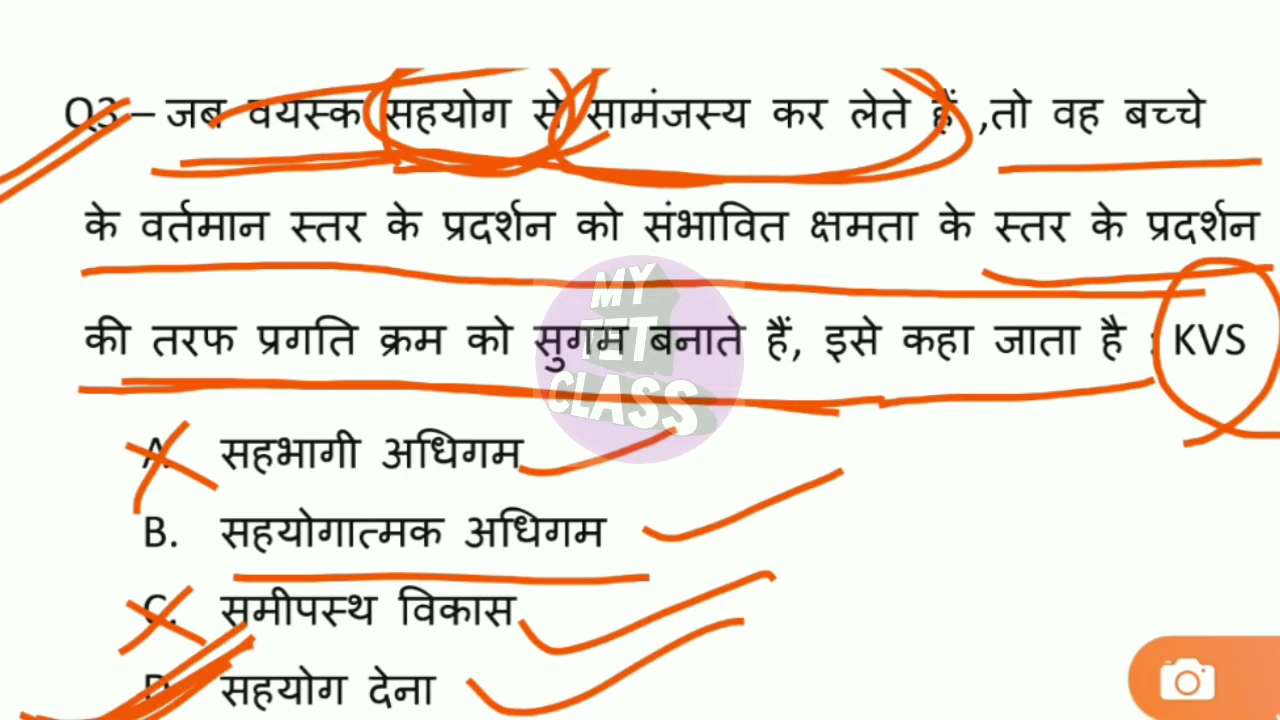 Q3 – जब वयस्क सहयोग से सामंजस्य कर लेते हैं ,तो वह बच्चे
के वर्तमान स्तर के प्रदर्शन को संभावित क्षमता के स्तर के प्रदर्शन
की तरफ प्रगति क्रम को सुगम बनाते हैं, इसे कहा जाता है : KVS
MY
CLASS
A. सहभागी अधिगम
B. सहयोगात्मक अधिगम
C. समीपस्थ विकास
D. सहयोग देना